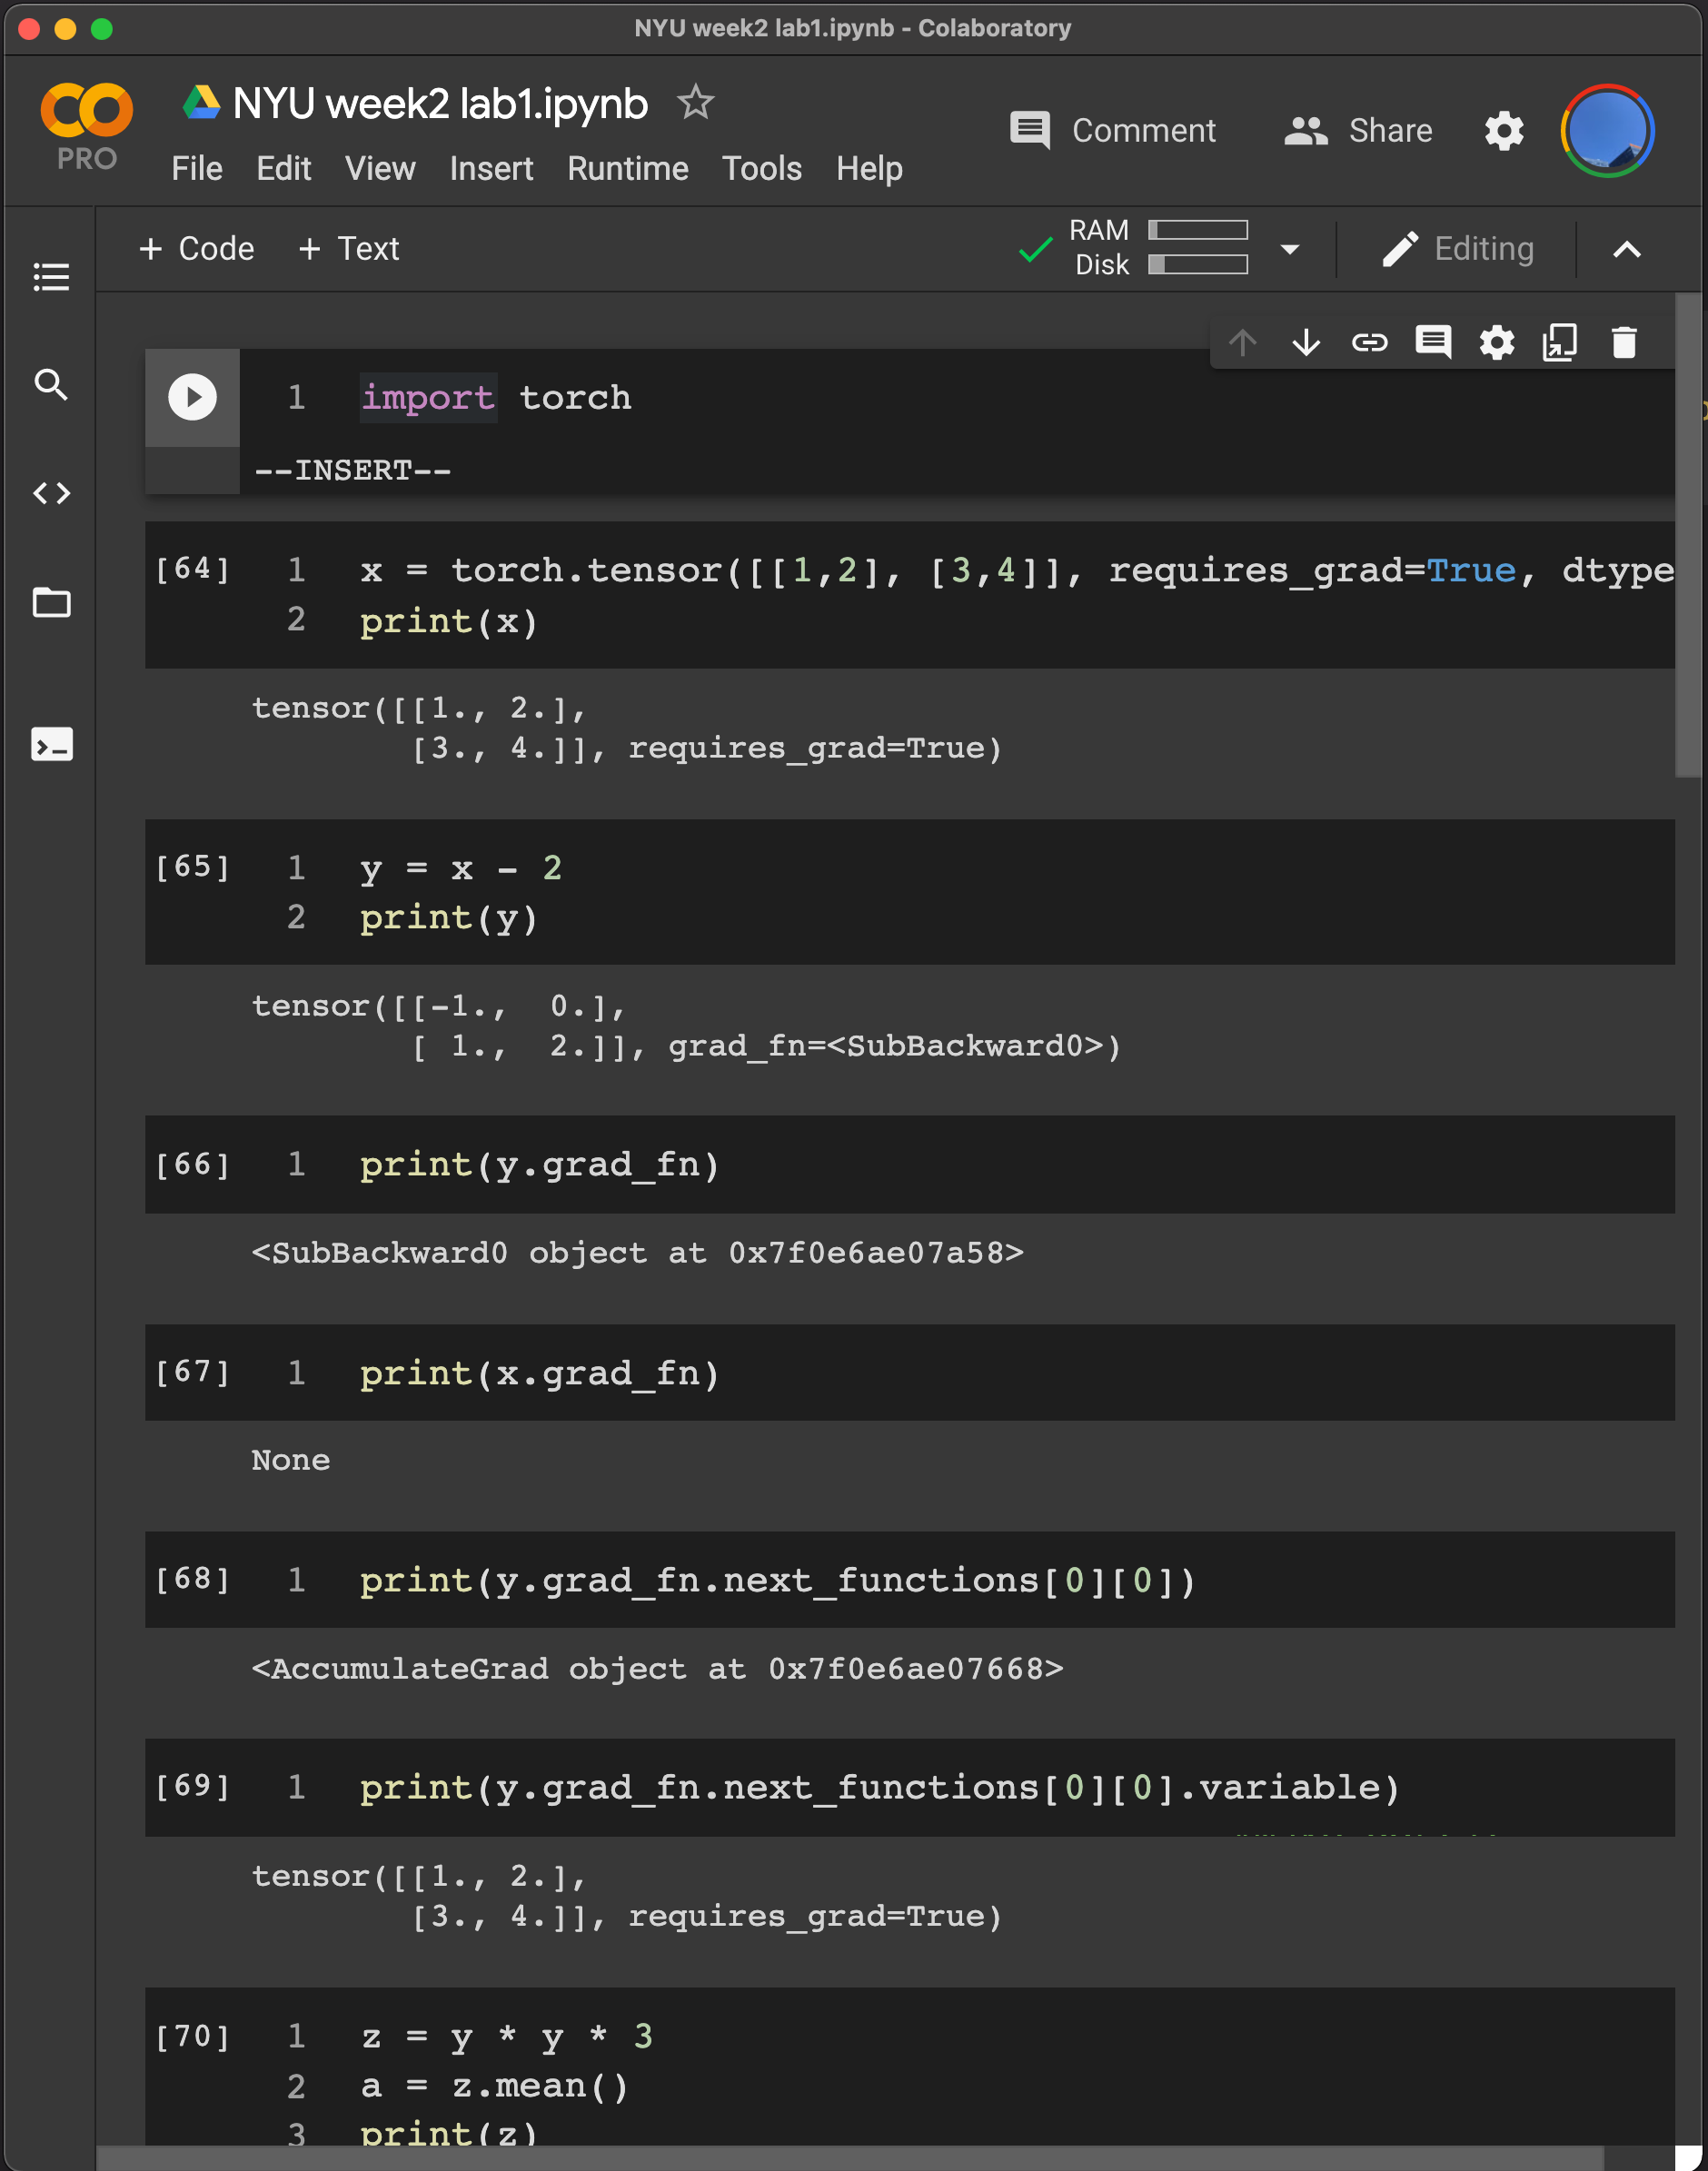 NYU week2 lab1.ipynb - Colaboratory
PRO
NYU week2 lab1.ipynb
Comment
Share
File Edit View Insert Runtime Tools Help
+ Code + Text
RAM
Disk
Editing
1 import torch
--INSERT--
[64] 1 x = torch.tensor([[1,2], [3,4]], requires_grad=True, dtype
2 print(x)
tensor([[1., 2.],
        [3., 4.]], requires_grad=True)
[65] 1 y = x - 2
2 print(y)
tensor([[-1.,  0.],
        [ 1.,  2.]], grad_fn=<SubBackward0>)
[66] 1 print(y.grad_fn)
<SubBackward0 object at 0x7f0e6ae07a58>
[67] 1 print(x.grad_fn)
None
[68] 1 print(y.grad_fn.next_functions[0][0])
<AccumulateGrad object at 0x7f0e6ae07668>
[69] 1 print(y.grad_fn.next_functions[0][0].variable)
tensor([[1., 2.],
        [3., 4.]], requires_grad=True)
[70] 1 z = y * y * 3
2 a = z.mean()
3 print(z)